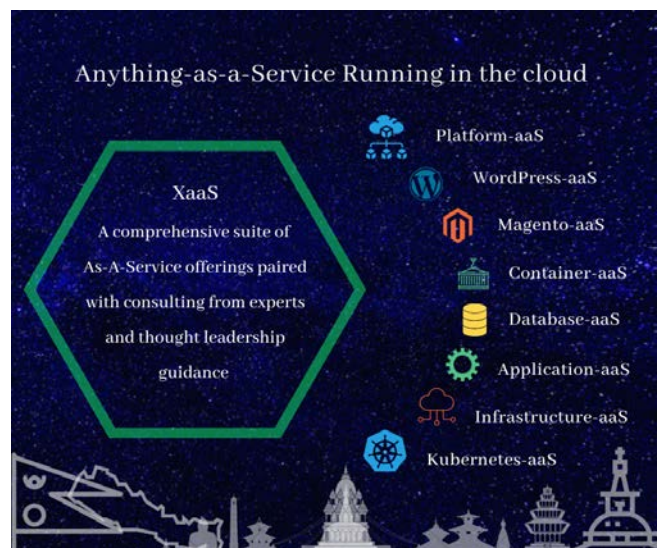 Anything-as-a-Service Running in the cloud
XaaS
A comprehensive suite of
As-A-Service offerings paired
with consulting from experts
and thought leadership
guidance
Platform-aaS
WordPress-aaS
Magento-aaS
Container-aaS
Database-aaS
Application-aaS
Infrastructure-aaS
Kubernetes-aaS